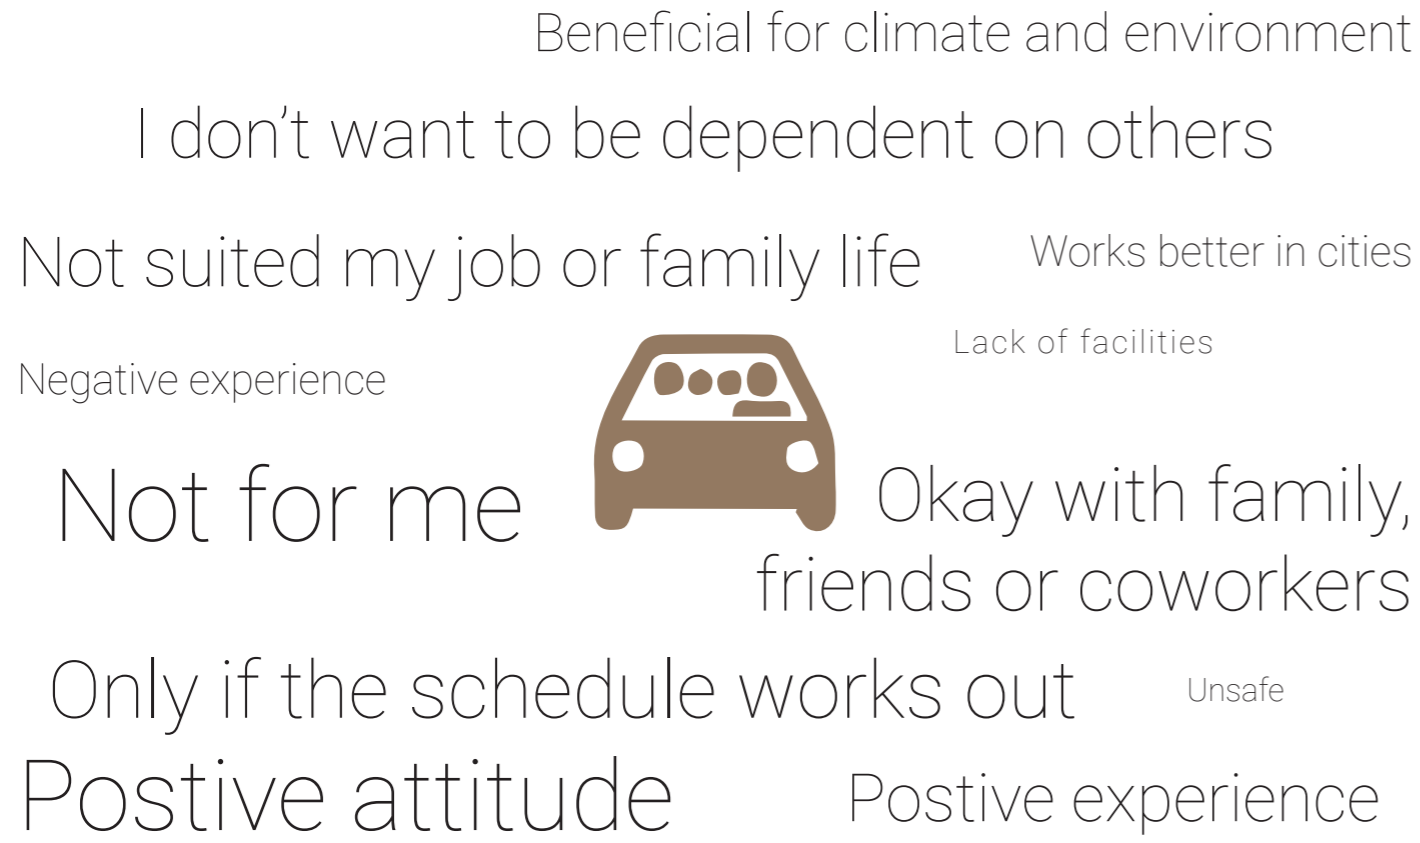 Beneficial for climate and environment
I don’t want to be dependent on others
Not suited my job or family life
Works better in cities
Lack of facilities
Negative experience
Not for me
Okay with family,
friends or coworkers
Only if the schedule works out
Unsafe
Postive attitude
Postive experience